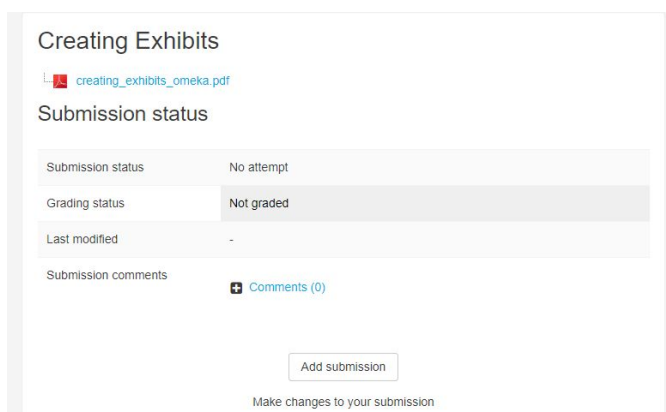 Creating Exhibits
creating_exhibits_omeka.pdf
Submission status
Submission status No attempt
Grading status Not graded
Last modified -
Submission comments
Comments (0)
Add submission
Make changes to your submission